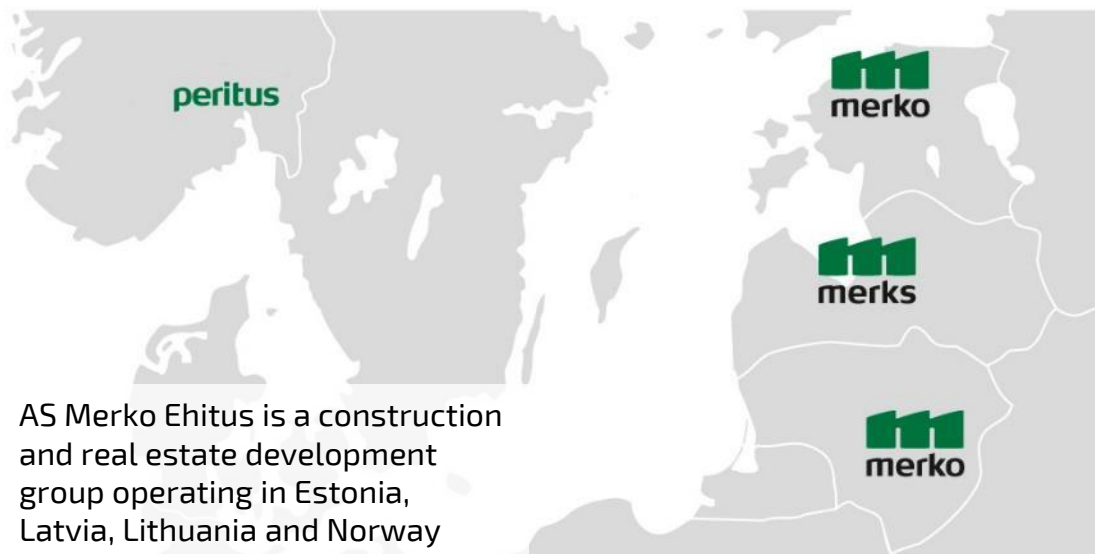 peritus
merko
merks
merko
AS Merko Ehitus is a construction
and real estate development
group operating in Estonia,
Latvia, Lithuania and Norway